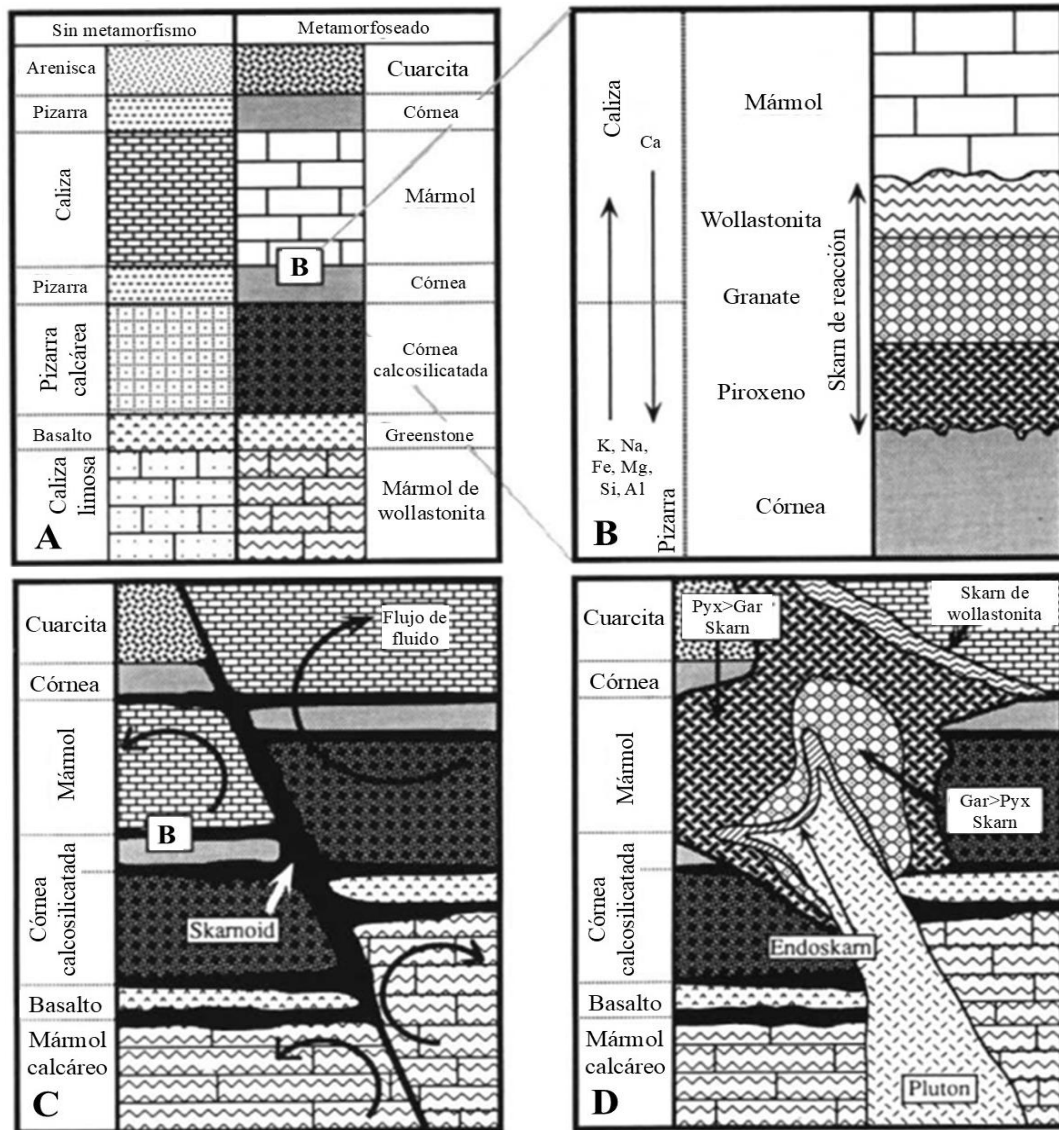 Sin metamorfismo
Metamorfoseado
Arenisca
Cuarcita
Pizarra
Córnea
Caliza
Mármol
B
Pizarra
Córnea
Pizarra
calcárea
Córnea
calcosilicatada
Basalto
Greenstone
Caliza
limosa
Mármol de
wollastonita
A
Caliza
Ca
Mármol
Wollastonita
Granate
Piroxeno
Skarn de reacción
K, Na,
Fe, Mg,
Si, Al
Pizarra
Córnea
B
Cuarcita
Flujo de
fluido
Córnea
Mármol
B
Córnea
calcosilicatada
Skarnoid
Basalto
Mármol
calcáreo
C
Cuarcita
Pyx>Gar
Skarn
Skarn de
wollastonita
Córnea
Mármol
Gar>Pyx
Skarn
Córnea
calcosilicatada
Endoskarn
Basalto
Mármol
calcáreo
Pluton
D